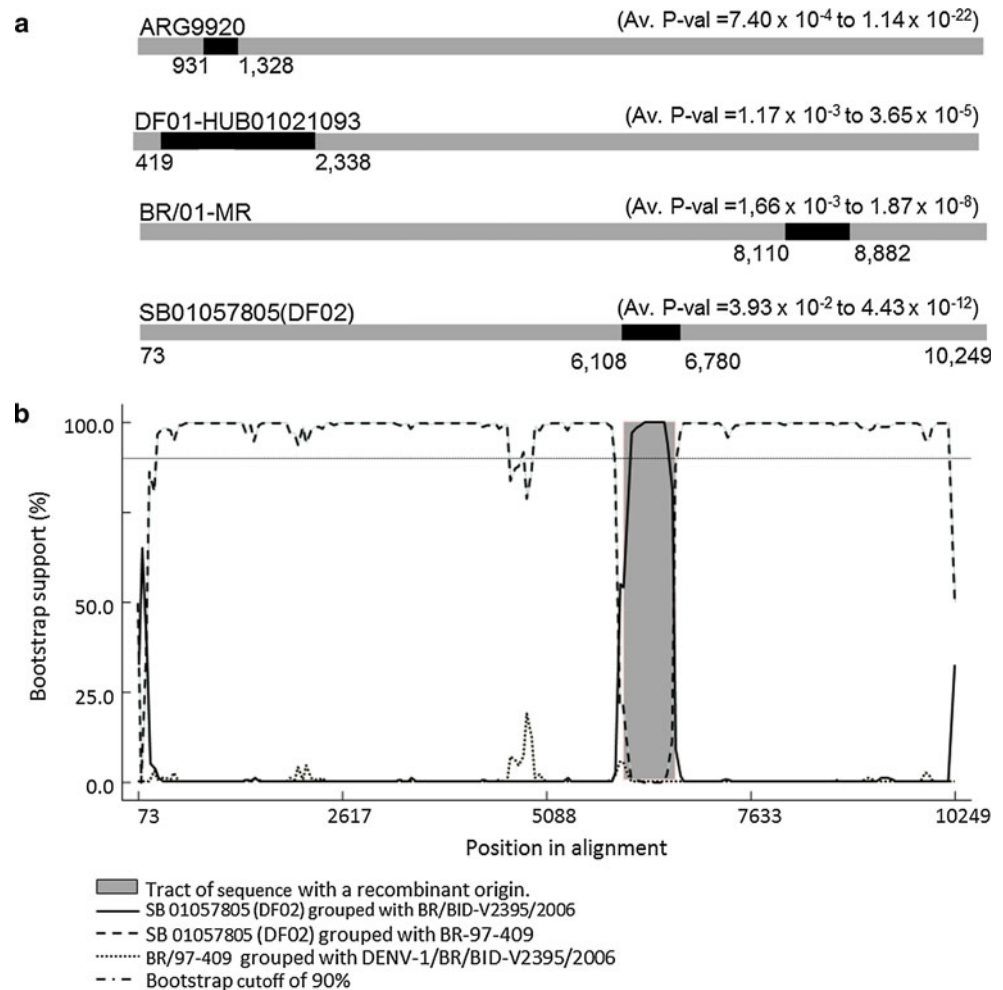 a
ARG9920 (Av. P-val =7.40 x 10⁻⁴ to 1.14 x 10⁻²²)
931 1,328
DF01-HUB01021093 (Av. P-val =1.17 x 10⁻³ to 3.65 x 10⁻⁵)
419 2,338
BR/01-MR (Av. P-val =1,66 x 10⁻³ to 1.87 x 10⁻⁸)
8,110 8,882
SB01057805(DF02) (Av. P-val =3.93 x 10⁻² to 4.43 x 10⁻¹²)
73 6,108 6,780 10,249
b
100.0
50.0
25.0
0.0
Bootstrap support (%)
73 2617 5088 7633 10249
Position in alignment
Tract of sequence with a recombinant origin.
SB 01057805 (DF02) grouped with BR/BID-V2395/2006
SB 01057805 (DF02) grouped with BR-97-409
BR/97-409 grouped with DENV-1/BR/BID-V2395/2006
Bootstrap cutoff of 90%